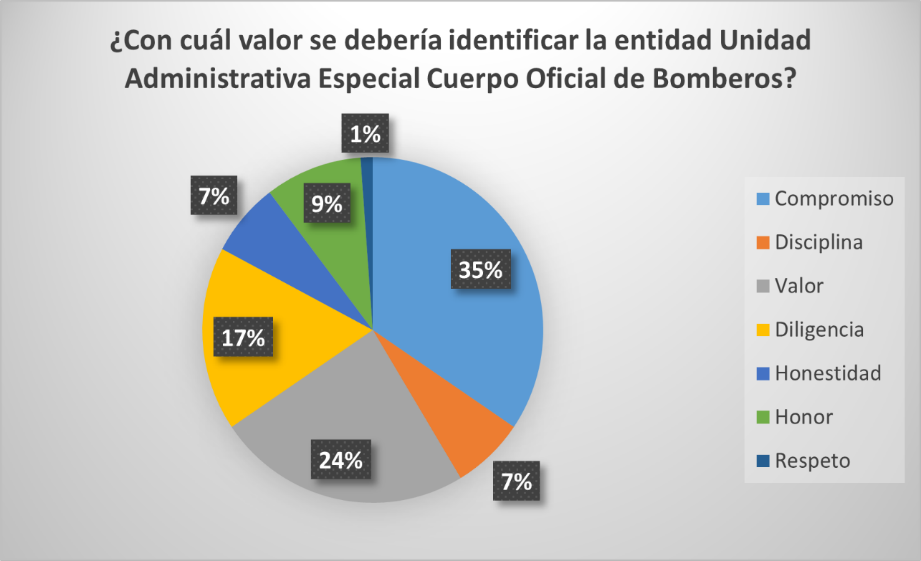 ¿Con cuál valor se debería identificar la entidad Unidad
Administrativa Especial Cuerpo Oficial de Bomberos?
1%
7%
9%
35%
17%
24%
7%
Compromiso
Disciplina
Valor
Diligencia
Honestidad
Honor
Respeto